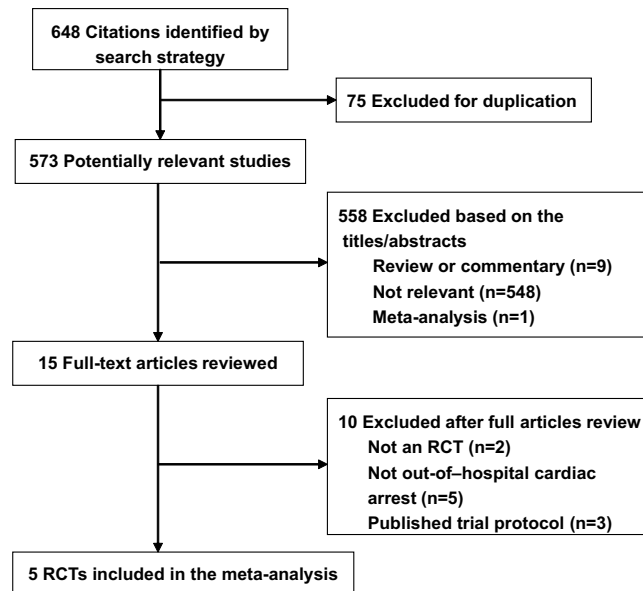 648 Citations identified by
search strategy
75 Excluded for duplication
573 Potentially relevant studies
558 Excluded based on the
titles/abstracts
Review or commentary (n=9)
Not relevant (n=548)
Meta-analysis (n=1)
15 Full-text articles reviewed
10 Excluded after full articles review
Not an RCT (n=2)
Not out-of–hospital cardiac
arrest (n=5)
Published trial protocol (n=3)
5 RCTs included in the meta-analysis